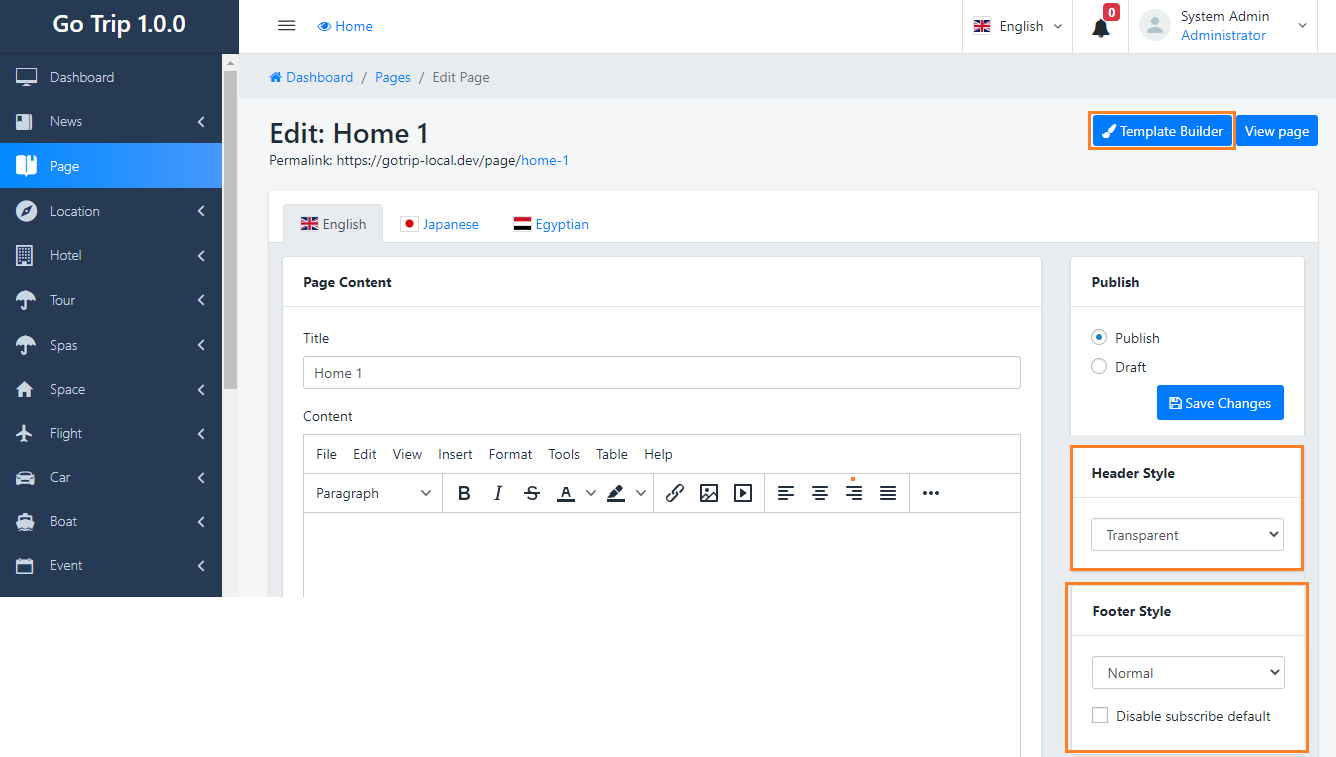 Go Trip 1.0.0
Home
English
0
System Admin
Administrator
Dashboard
News
Page
Location
Hotel
Tour
Spas
Space
Flight
Car
Boat
Event
Dashboard / Pages / Edit Page
Edit: Home 1
Permalink: https://gotrip-local.dev/page/home-1
Template Builder
View page
English
Japanese
Egyptian
Page Content
Title
Home 1
Content
File Edit View Insert Format Tools Table Help
Paragraph
B I S A
Publish
Publish
Draft
Save Changes
Header Style
Transparent
Footer Style
Normal
Disable subscribe default